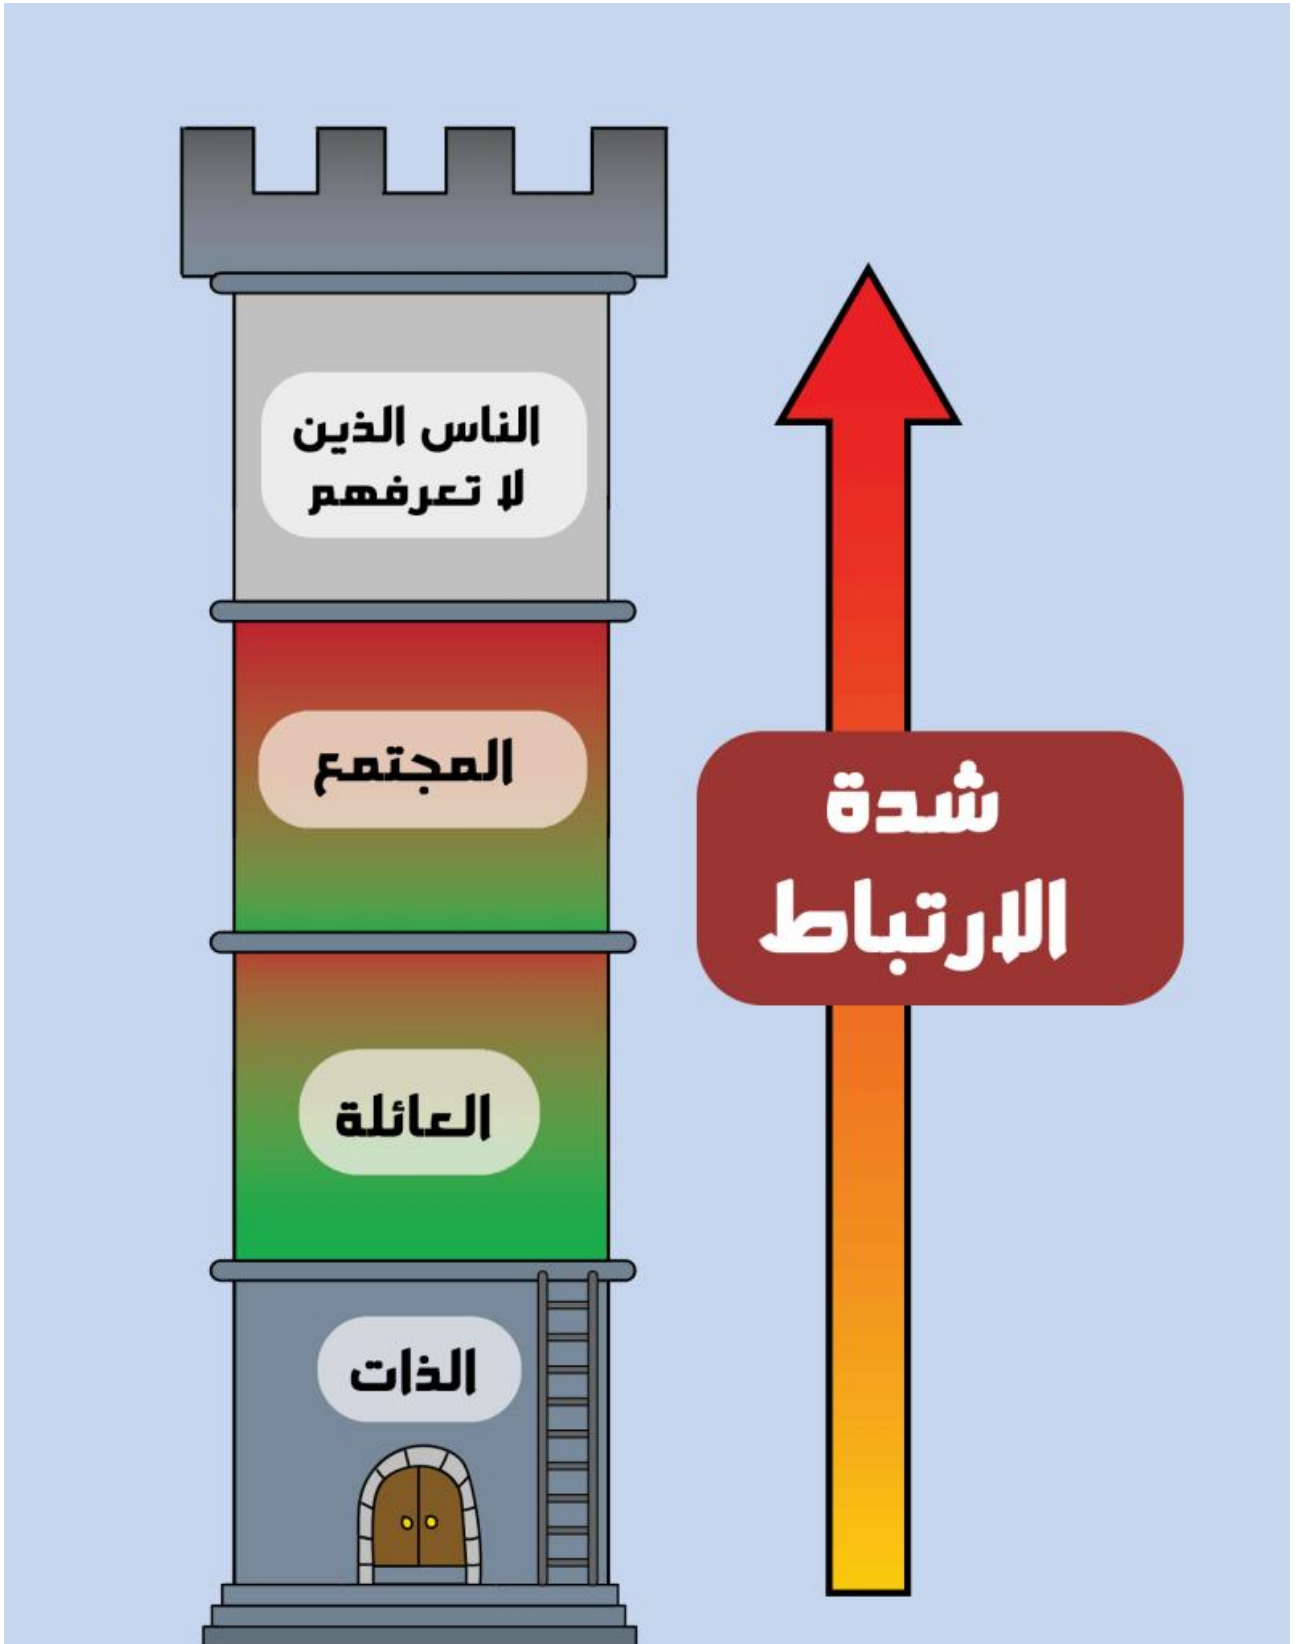 الناس الذين
لا تعرفهم
المجتمع
شدة
الارتباط
العائلة
الذات